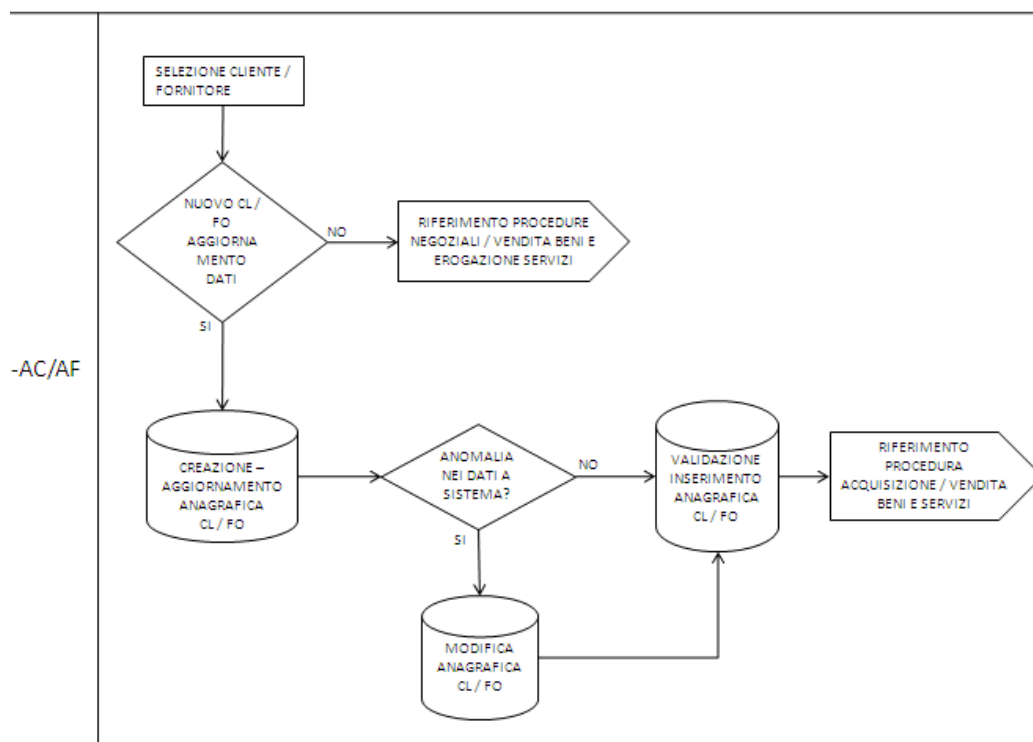 SELEZIONE CLIENTE /
FORNITORE
NUOVO CL /
FO
AGGIORNA
MENTO
DATI
NO
RIFERIMENTO PROCEDURE
NEGOZIALI / VENDITA BENI E
EROGAZIONE SERVIZI
SI
-AC/AF
CREAZIONE –
AGGIORNAMENTO
ANAGRAFICA
CL / FO
ANOMALIA
NEI DATI A
SISTEMA?
NO
VALIDAZIONE
INSERIMENTO
ANAGRAFICA
CL / FO
RIFERIMENTO
PROCEDURA
ACQUISIZIONE / VENDITA
BENI E SERVIZI
SI
MODIFICA
ANAGRAFICA
CL / FO